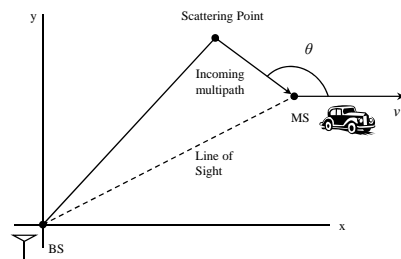 y
Scattering Point
θ
Incoming
multipath
MS
v
Line of
Sight
x
BS